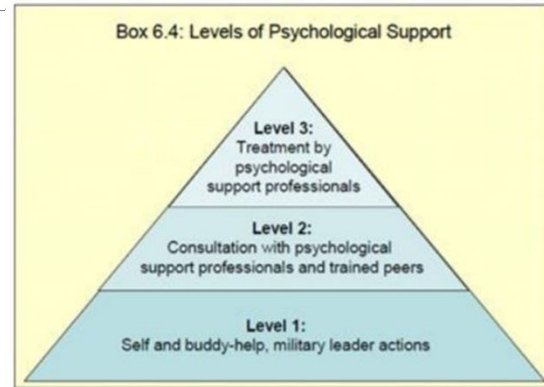 Box 6.4: Levels of Psychological Support
Level 3:
Treatment by
psychological
support professionals
Level 2:
Consultation with psychological
support professionals and trained peers
Level 1:
Self and buddy-help, military leader actions